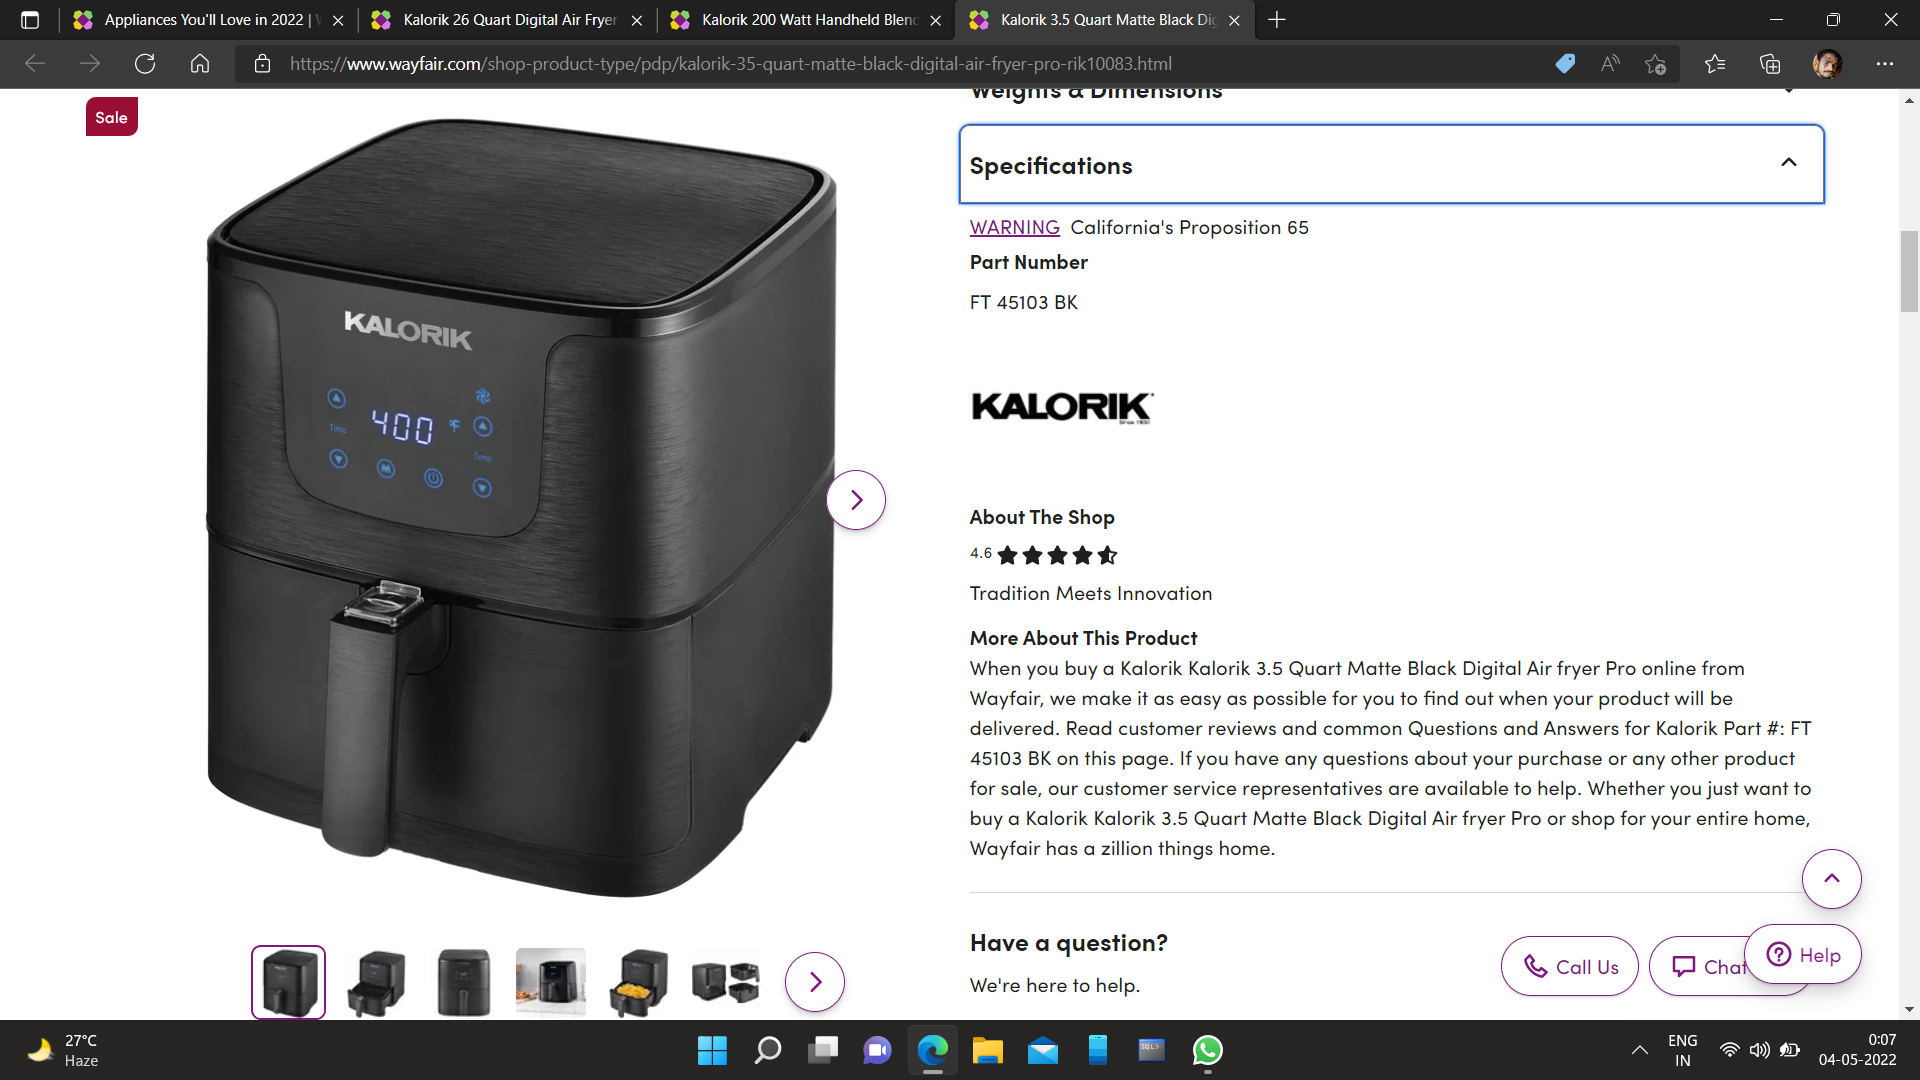 Appliances You'll Love in 2022 |
Kalorik 26 Quart Digital Air Fryer
Kalorik 200 Watt Handheld Blend
Kalorik 3.5 Quart Matte Black Dig
https://www.wayfair.com/shop-product-type/pdp/kalorik-35-quart-matte-black-digital-air-fryer-pro-rik10083.html
Sale
KALORIK
400 °F
Time
Temp
M
Weights & Dimensions
Specifications
WARNING California's Proposition 65
Part Number
FT 45103 BK
KALORIK
Since 1930
About The Shop
4.6
Tradition Meets Innovation
More About This Product
When you buy a Kalorik Kalorik 3.5 Quart Matte Black Digital Air fryer Pro online from
Wayfair, we make it as easy as possible for you to find out when your product will be
delivered. Read customer reviews and common Questions and Answers for Kalorik Part #: FT
45103 BK on this page. If you have any questions about your purchase or any other product
for sale, our customer service representatives are available to help. Whether you just want to
buy a Kalorik Kalorik 3.5 Quart Matte Black Digital Air fryer Pro or shop for your entire home,
Wayfair has a zillion things home.
Have a question?
We're here to help.
Call Us
Chat
Help
27°C
Haze
SQL>
ENG
IN
0:07
04-05-2022